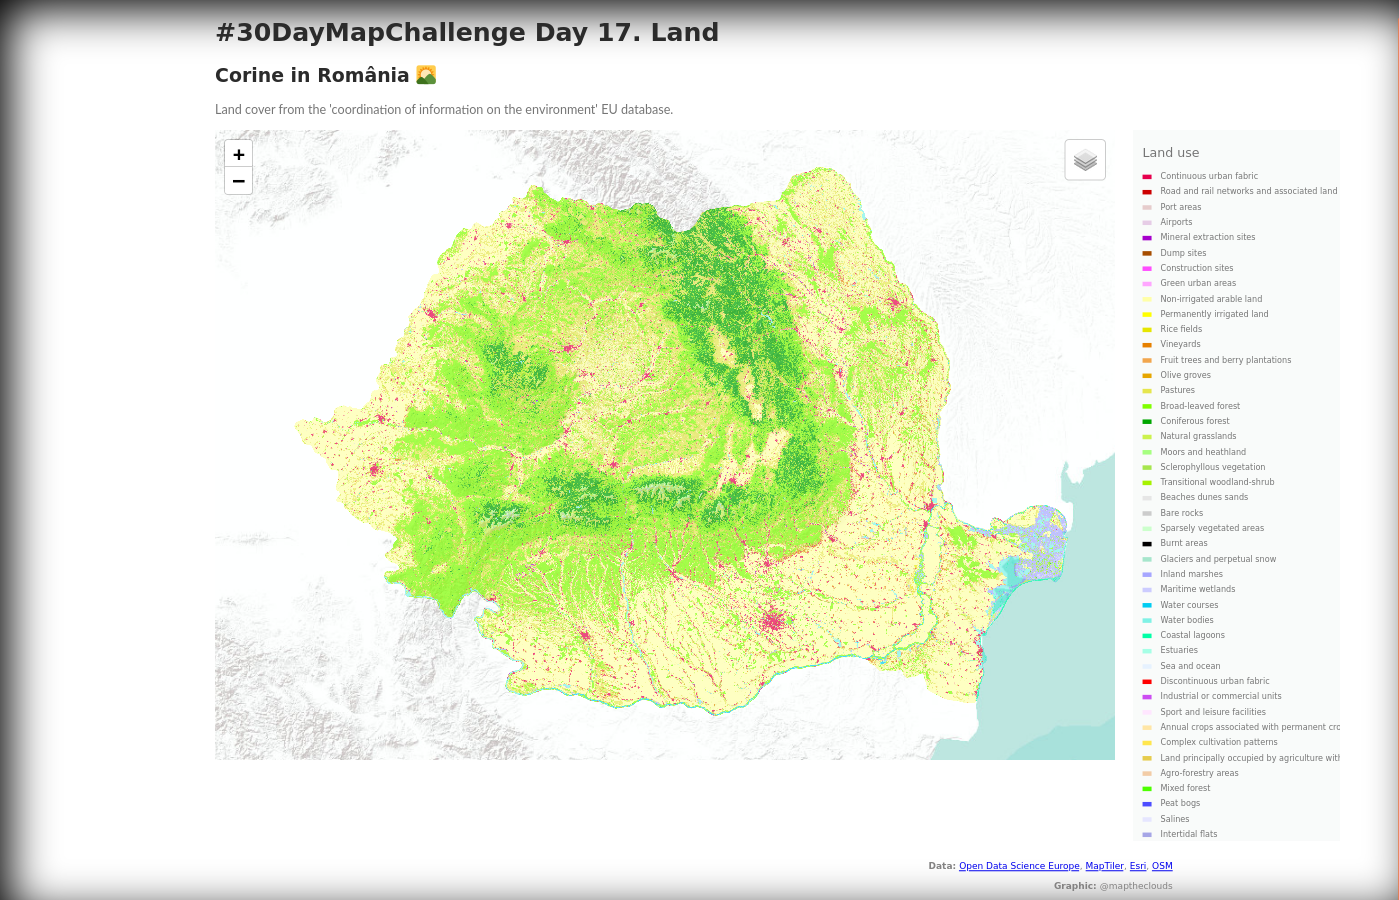 #30DayMapChallenge Day 17. Land
Corine in România 🌄
Land cover from the 'coordination of information on the environment' EU database.
+
−
Land use
Continuous urban fabric
Road and rail networks and associated land
Port areas
Airports
Mineral extraction sites
Dump sites
Construction sites
Green urban areas
Non-irrigated arable land
Permanently irrigated land
Rice fields
Vineyards
Fruit trees and berry plantations
Olive groves
Pastures
Broad-leaved forest
Coniferous forest
Natural grasslands
Moors and heathland
Sclerophyllous vegetation
Transitional woodland-shrub
Beaches dunes sands
Bare rocks
Sparsely vegetated areas
Burnt areas
Glaciers and perpetual snow
Inland marshes
Maritime wetlands
Water courses
Water bodies
Coastal lagoons
Estuaries
Sea and ocean
Discontinuous urban fabric
Industrial or commercial units
Sport and leisure facilities
Annual crops associated with permanent cro
Complex cultivation patterns
Land principally occupied by agriculture with
Agro-forestry areas
Mixed forest
Peat bogs
Salines
Intertidal flats
Data: Open Data Science Europe, MapTiler, Esri, OSM
Graphic: @maptheclouds